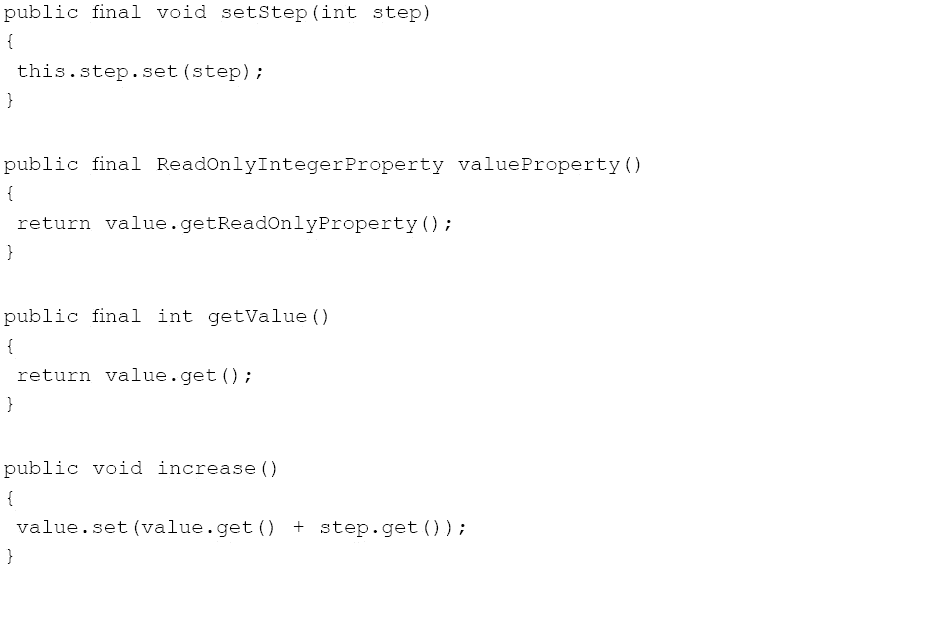 public final void setStep(int step)
{
 this.step.set(step);
}

public final ReadOnlyIntegerProperty valueProperty()
{
 return value.getReadOnlyProperty();
}

public final int getValue()
{
 return value.get();
}

public void increase()
{
 value.set(value.get() + step.get());
}